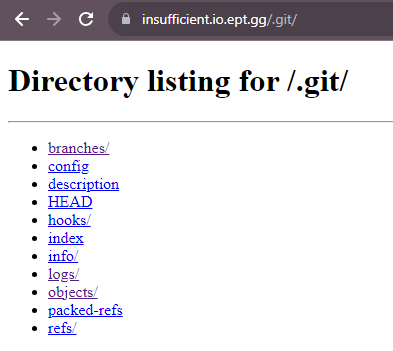 insufficient.io.ept.gg/.git/
Directory listing for /.git/
branches/
config
description
HEAD
hooks/
index
info/
logs/
objects/
packed-refs
refs/